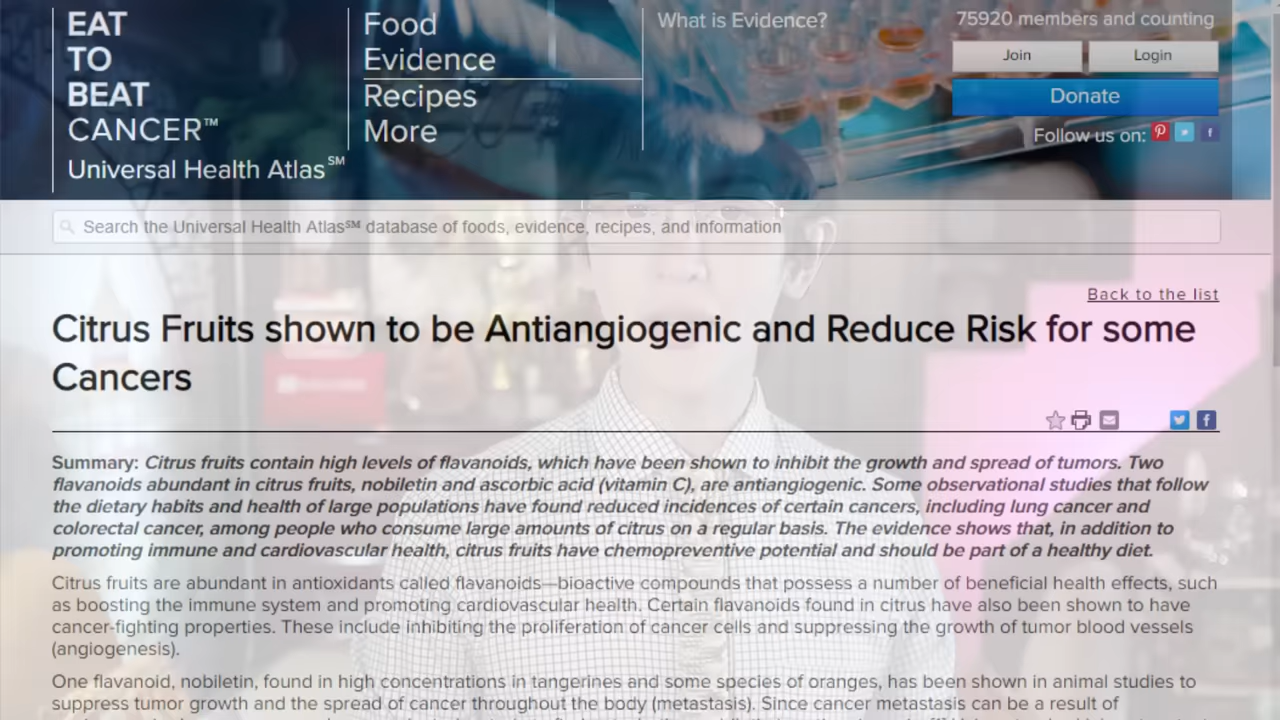 EAT
TO
BEAT
CANCER™
Universal Health Atlas℠
Food
Evidence
Recipes
More
What is Evidence?
75920 members and counting
Join
Login
Donate
Follow us on:
Search the Universal Health Atlas℠ database of foods, evidence, recipes, and information
Back to the list
Citrus Fruits shown to be Antiangiogenic and Reduce Risk for some
Cancers
Summary: Citrus fruits contain high levels of flavanoids, which have been shown to inhibit the growth and spread of tumors. Two
flavanoids abundant in citrus fruits, nobiletin and ascorbic acid (vitamin C), are antiangiogenic. Some observational studies that follow
the dietary habits and health of large populations have found reduced incidences of certain cancers, including lung cancer and
colorectal cancer, among people who consume large amounts of citrus on a regular basis. The evidence shows that, in addition to
promoting immune and cardiovascular health, citrus fruits have chemopreventive potential and should be part of a healthy diet.
Citrus fruits are abundant in antioxidants called flavanoids—bioactive compounds that possess a number of beneficial health effects, such
as boosting the immune system and promoting cardiovascular health. Certain flavanoids found in citrus have also been shown to have
cancer-fighting properties. These include inhibiting the proliferation of cancer cells and suppressing the growth of tumor blood vessels
(angiogenesis).
One flavanoid, nobiletin, found in high concentrations in tangerines and some species of oranges, has been shown in animal studies to
suppress tumor growth and the spread of cancer throughout the body (metastasis). Since cancer metastasis can be a result of